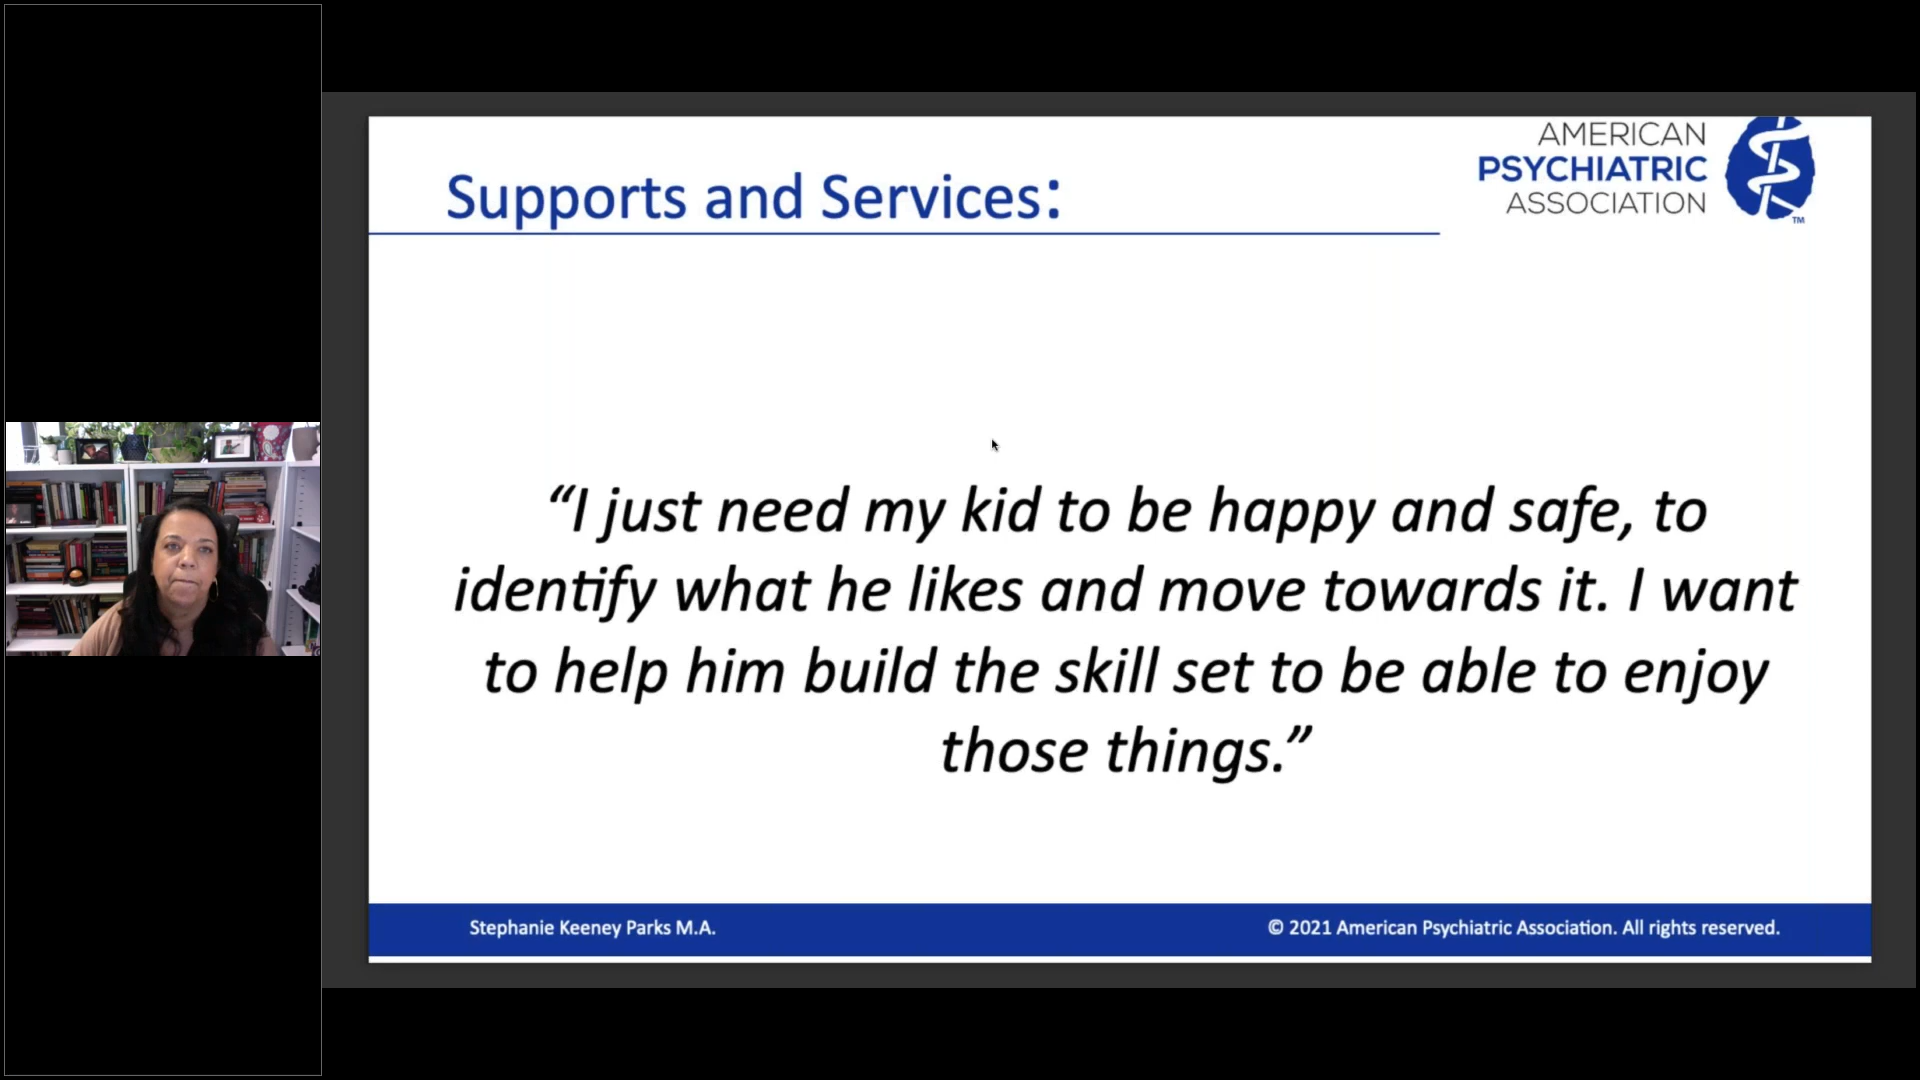 Supports and Services:
AMERICAN
PSYCHIATRIC
ASSOCIATION
TM
“I just need my kid to be happy and safe, to
identify what he likes and move towards it. I want
to help him build the skill set to be able to enjoy
those things.”
Stephanie Keeney Parks M.A.
© 2021 American Psychiatric Association. All rights reserved.